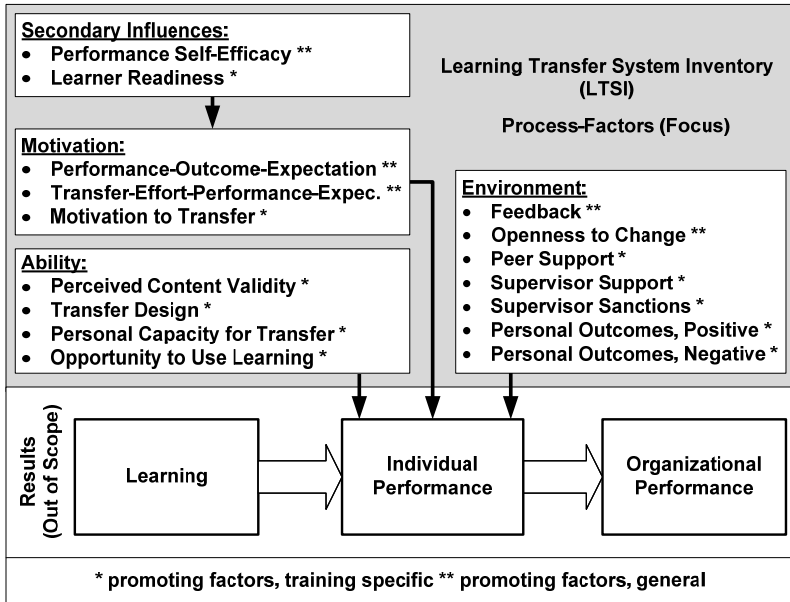 Secondary Influences:
• Performance Self-Efficacy **
• Learner Readiness *
Learning Transfer System Inventory
(LTSI)
Process-Factors (Focus)
Motivation:
• Performance-Outcome-Expectation **
• Transfer-Effort-Performance-Expec. **
• Motivation to Transfer *
Ability:
• Perceived Content Validity *
• Transfer Design *
• Personal Capacity for Transfer *
• Opportunity to Use Learning *
Environment:
• Feedback **
• Openness to Change **
• Peer Support *
• Supervisor Support *
• Supervisor Sanctions *
• Personal Outcomes, Positive *
• Personal Outcomes, Negative *
Results
(Out of Scope)
Learning
Individual
Performance
Organizational
Performance
* promoting factors, training specific ** promoting factors, general